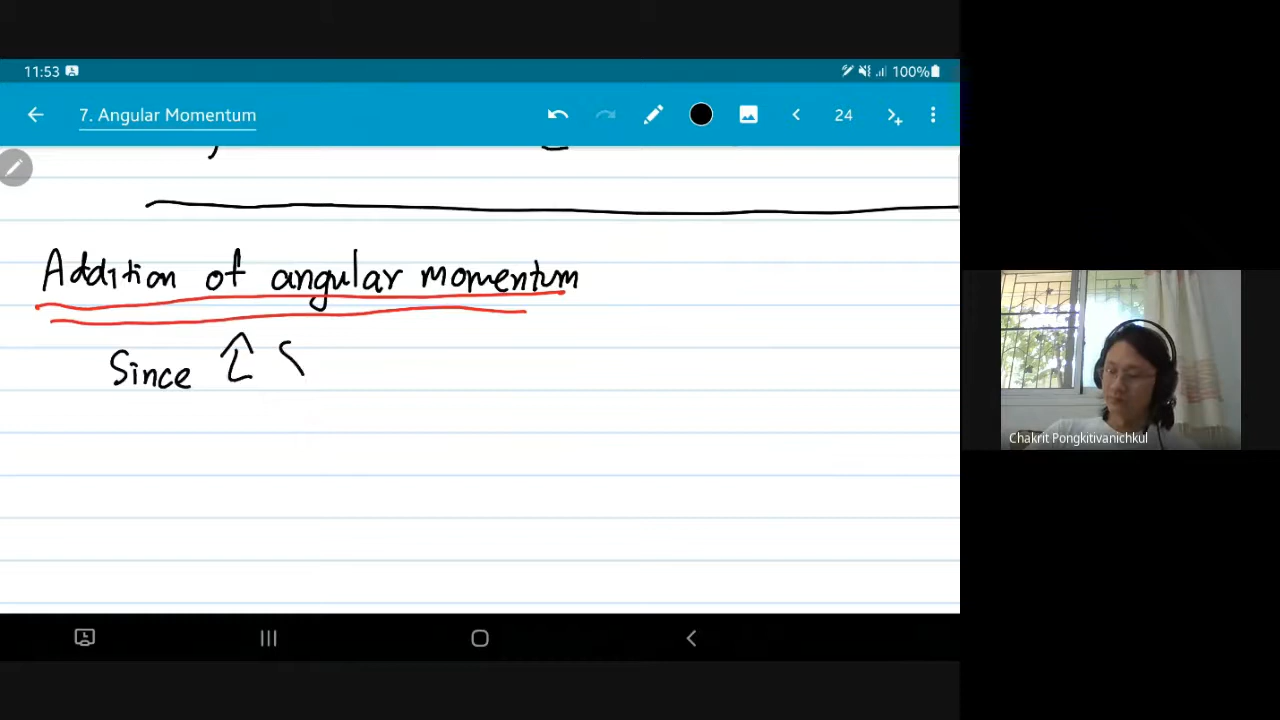 11:53 100%
7. Angular Momentum 24
Addition of angular momentum
Since L̂
Chakrit Pongkitivanichkul